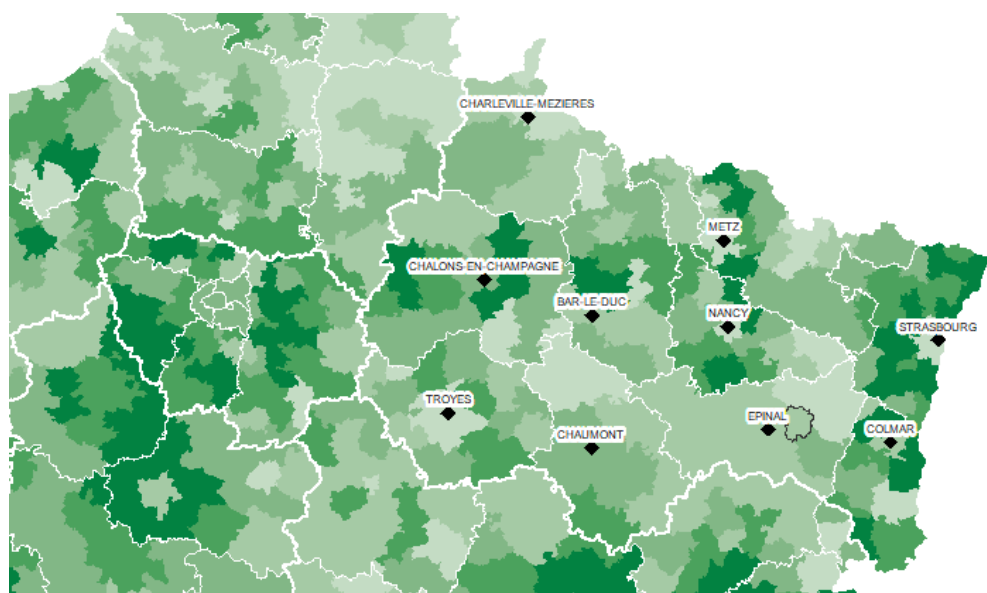 CHARLEVILLE-MEZIERES
METZ
CHALONS-EN-CHAMPAGNE
BAR-LE-DUC
NANCY
STRASBOURG
TROYES
EPINAL
COLMAR
CHAUMONT